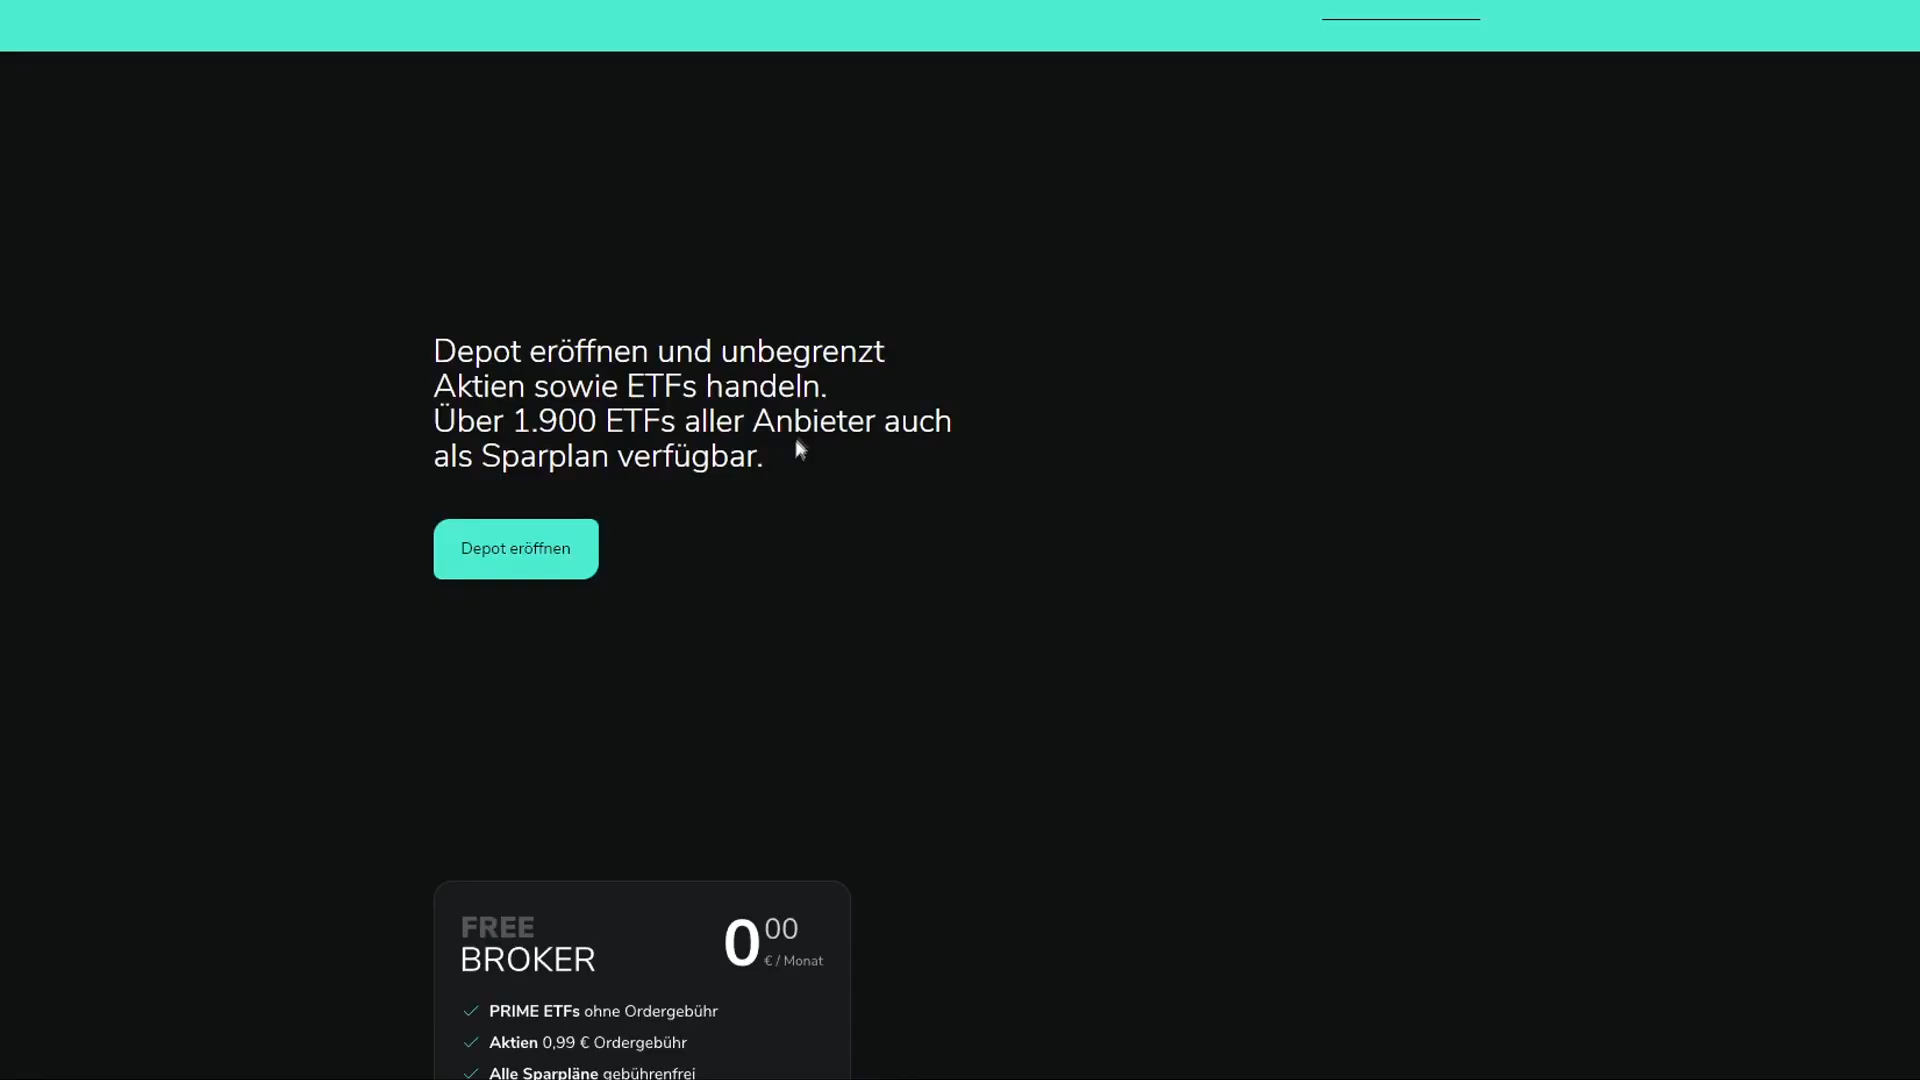 Depot eröffnen und unbegrenzt
Aktien sowie ETFs handeln.
Über 1.900 ETFs aller Anbieter auch
als Sparplan verfügbar.
Depot eröffnen
FREE
BROKER
0 00
€ / Monat
PRIME ETFs ohne Ordergebühr
Aktien 0,99 € Ordergebühr
Alle Sparpläne gebührenfrei